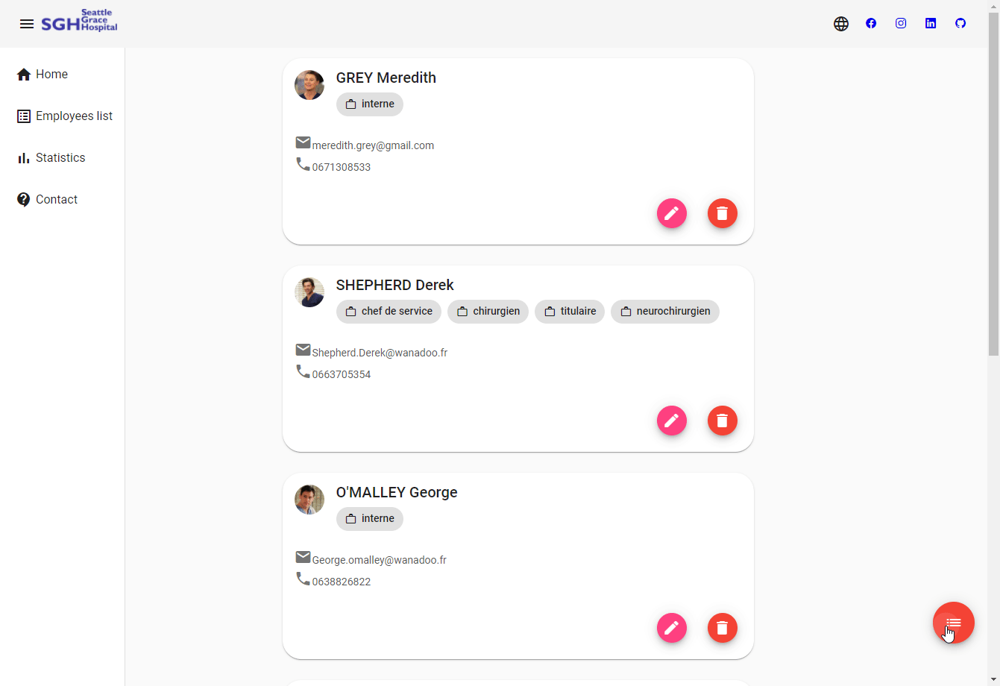 SGH Seattle Grace Hospital
Home
Employees list
Statistics
Contact
GREY Meredith
interne
meredith.grey@gmail.com
0671308533
SHEPHERD Derek
chef de service chirurgien titulaire neurochirurgien
Shepherd.Derek@wanadoo.fr
0663705354
O'MALLEY George
interne
George.omalley@wanadoo.fr
0638826822